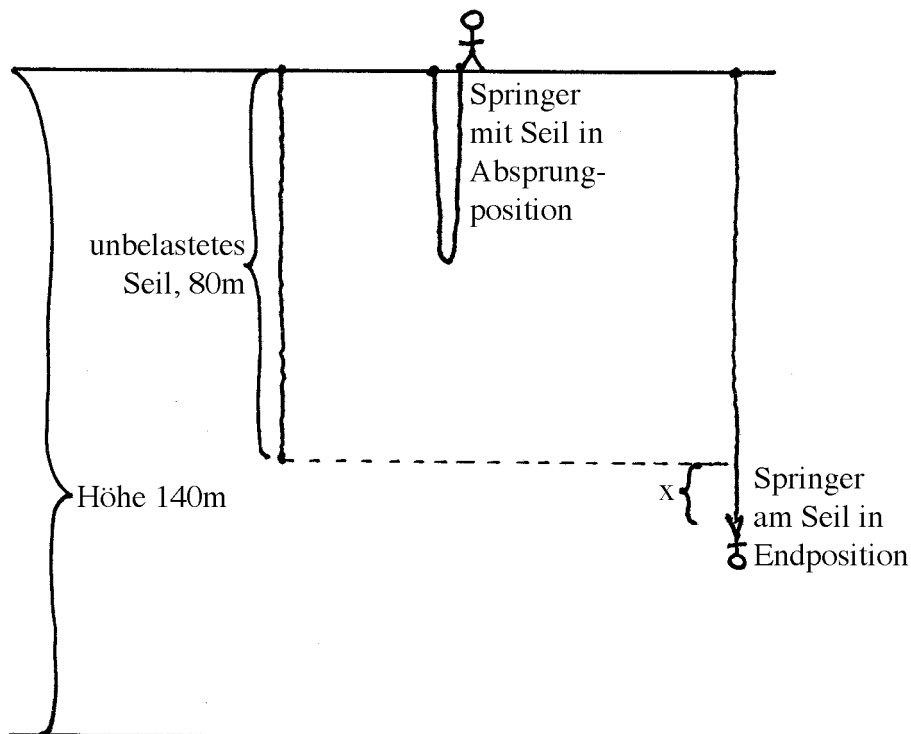 Springer
mit Seil in
Absprung-
position
unbelastetes
Seil, 80m
Höhe 140m
x
Springer
am Seil in
Endposition